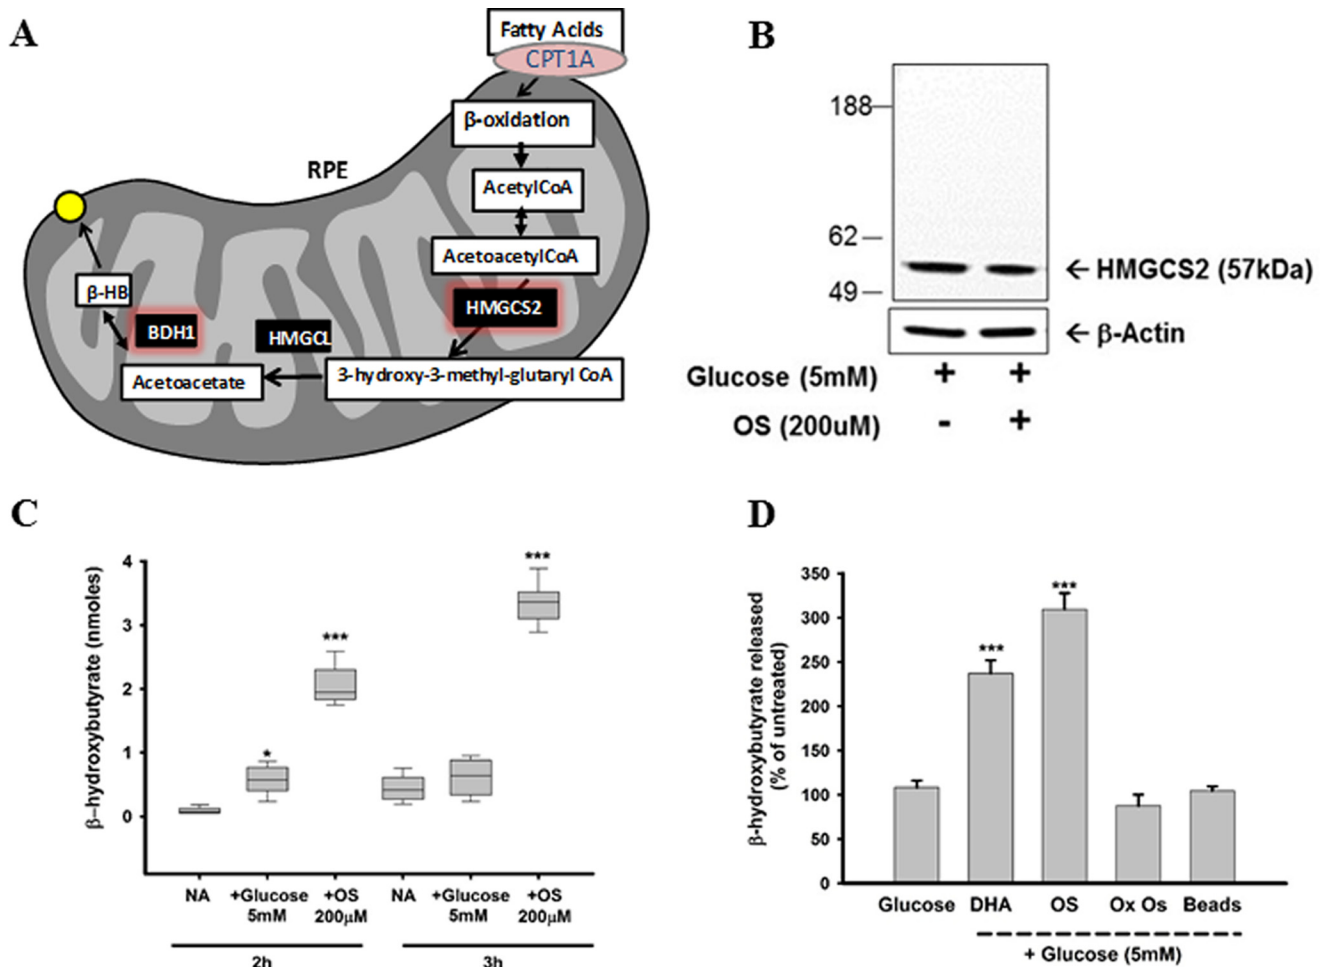 A
Fatty Acids
CPT1A
β-oxidation
RPE
AcetylCoA
AcetoacetylCoA
β-HB
HMGCS2
BDH1
HMGCL
Acetoacetate
3-hydroxy-3-methyl-glutaryl CoA
B
188
62
49
← HMGCS2 (57kDa)
← β-Actin
Glucose (5mM) + +
OS (200uM) - +
C
β-hydroxybutyrate (nmoles)
4
3
2
1
0
*
***
***
NA +Glucose +OS NA +Glucose +OS
5mM 200μM 5mM 200μM
2h 3h
D
β-hydroxybutyrate released
(% of untreated)
350
300
250
200
150
100
50
0
***
***
Glucose DHA OS Ox Os Beads
+ Glucose (5mM)